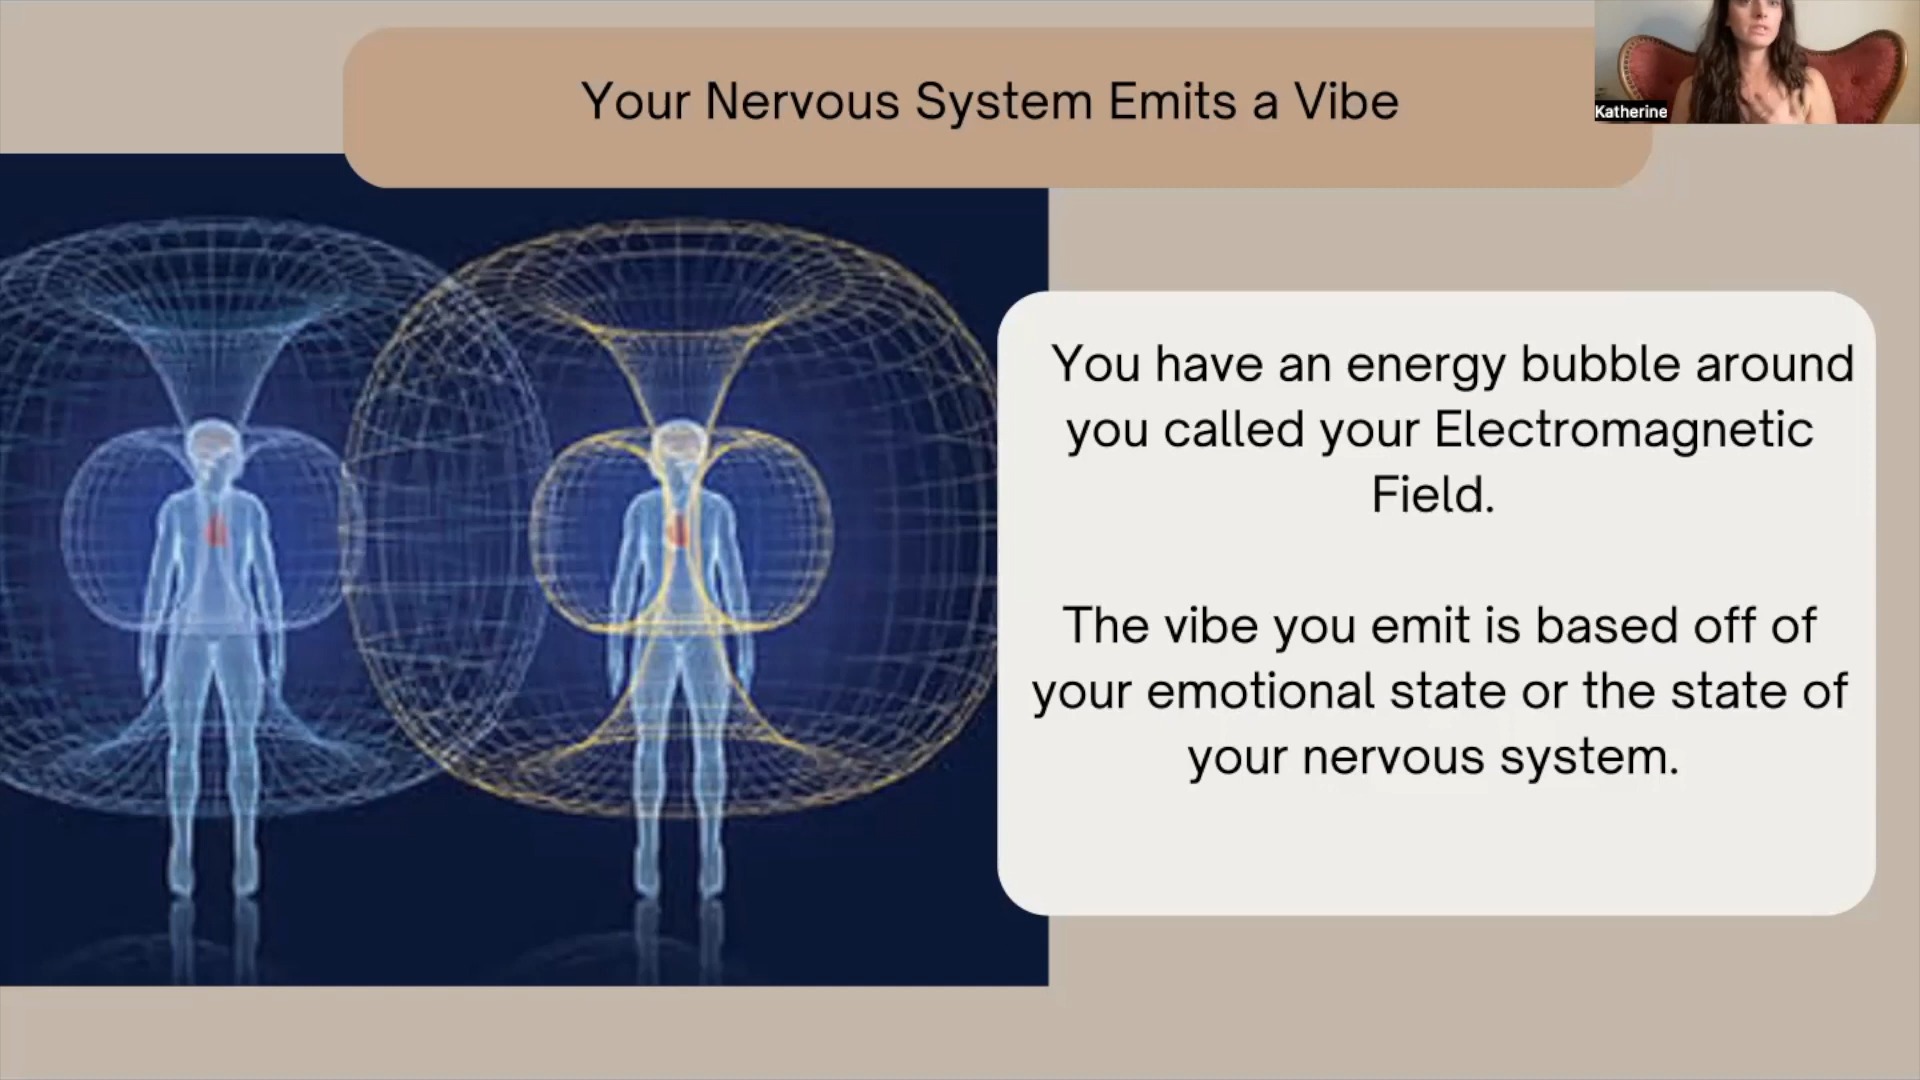 Your Nervous System Emits a Vibe
Katherine
You have an energy bubble around
you called your Electromagnetic
Field.
The vibe you emit is based off of
your emotional state or the state of
your nervous system.